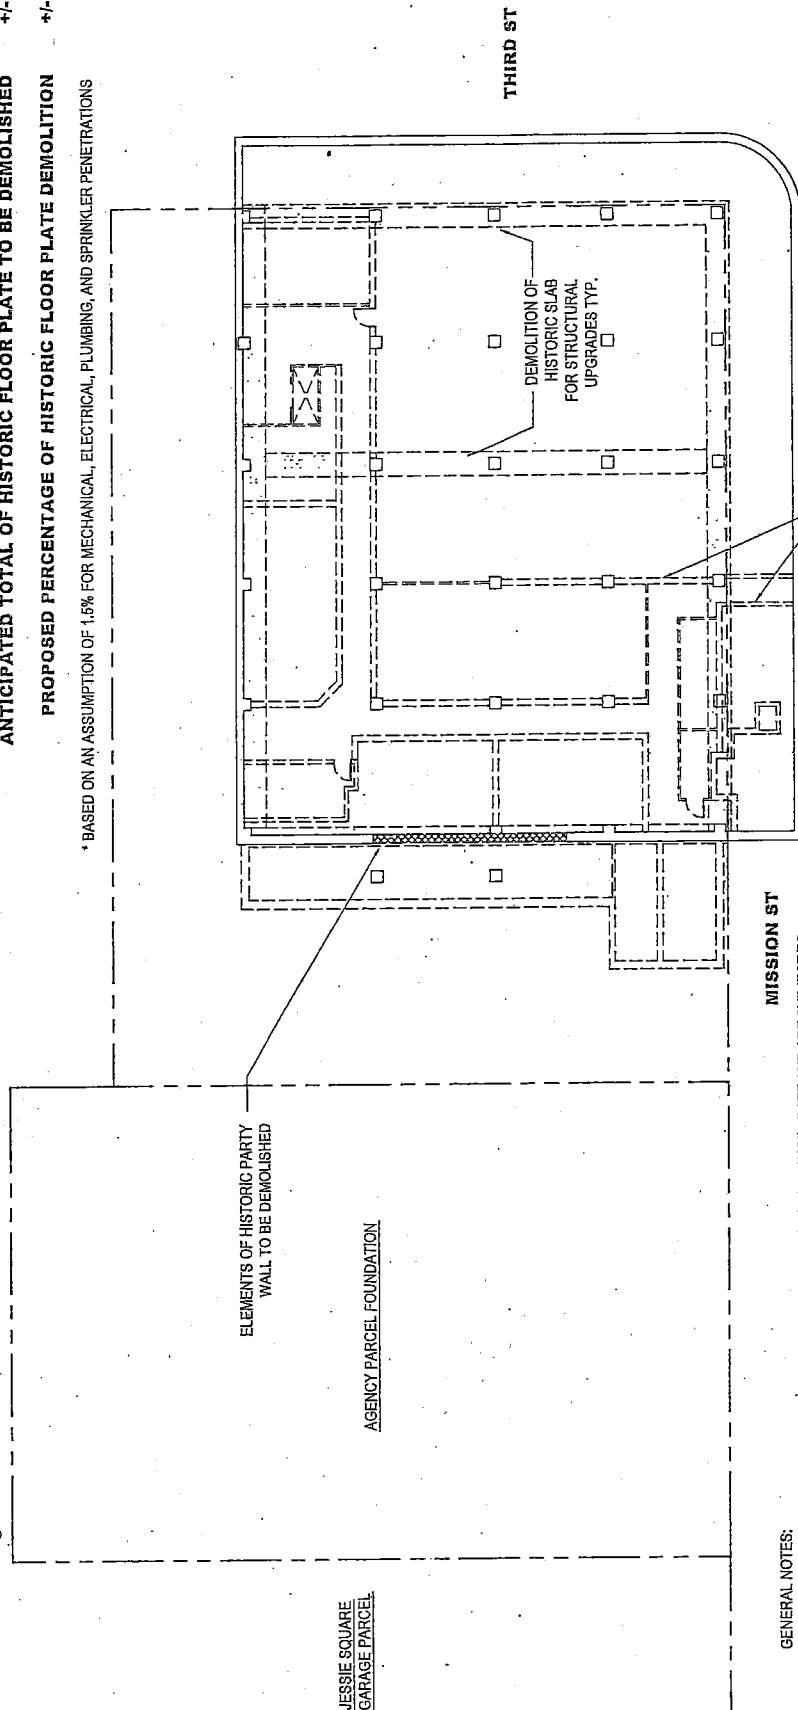 ANTICIPATED TOTAL OF HISTORIC FLOOR PLATE TO BE DEMOLISHED +/-
PROPOSED PERCENTAGE OF HISTORIC FLOOR PLATE DEMOLITION +/-
* BASED ON AN ASSUMPTION OF 1.5% FOR MECHANICAL, ELECTRICAL, PLUMBING, AND SPRINKLER PENETRATIONS
THIRD ST
DEMOLITION OF
HISTORIC SLAB
FOR STRUCTURAL
UPGRADES TYP.
MISSION ST
ELEMENTS OF HISTORIC PARTY
WALL TO BE DEMOLISHED
AGENCY PARCEL FOUNDATION
JESSIE SQUARE
GARAGE PARCEL
GENERAL NOTES: